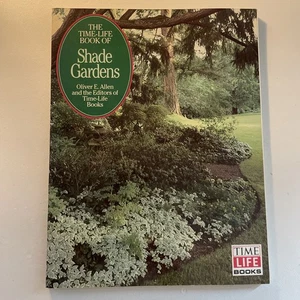 THE
TIME-LIFE
BOOK OF
Shade
Gardens
Oliver E. Allen
and the Editors of
Time-Life
Books
TIME
LIFE
BOOKS